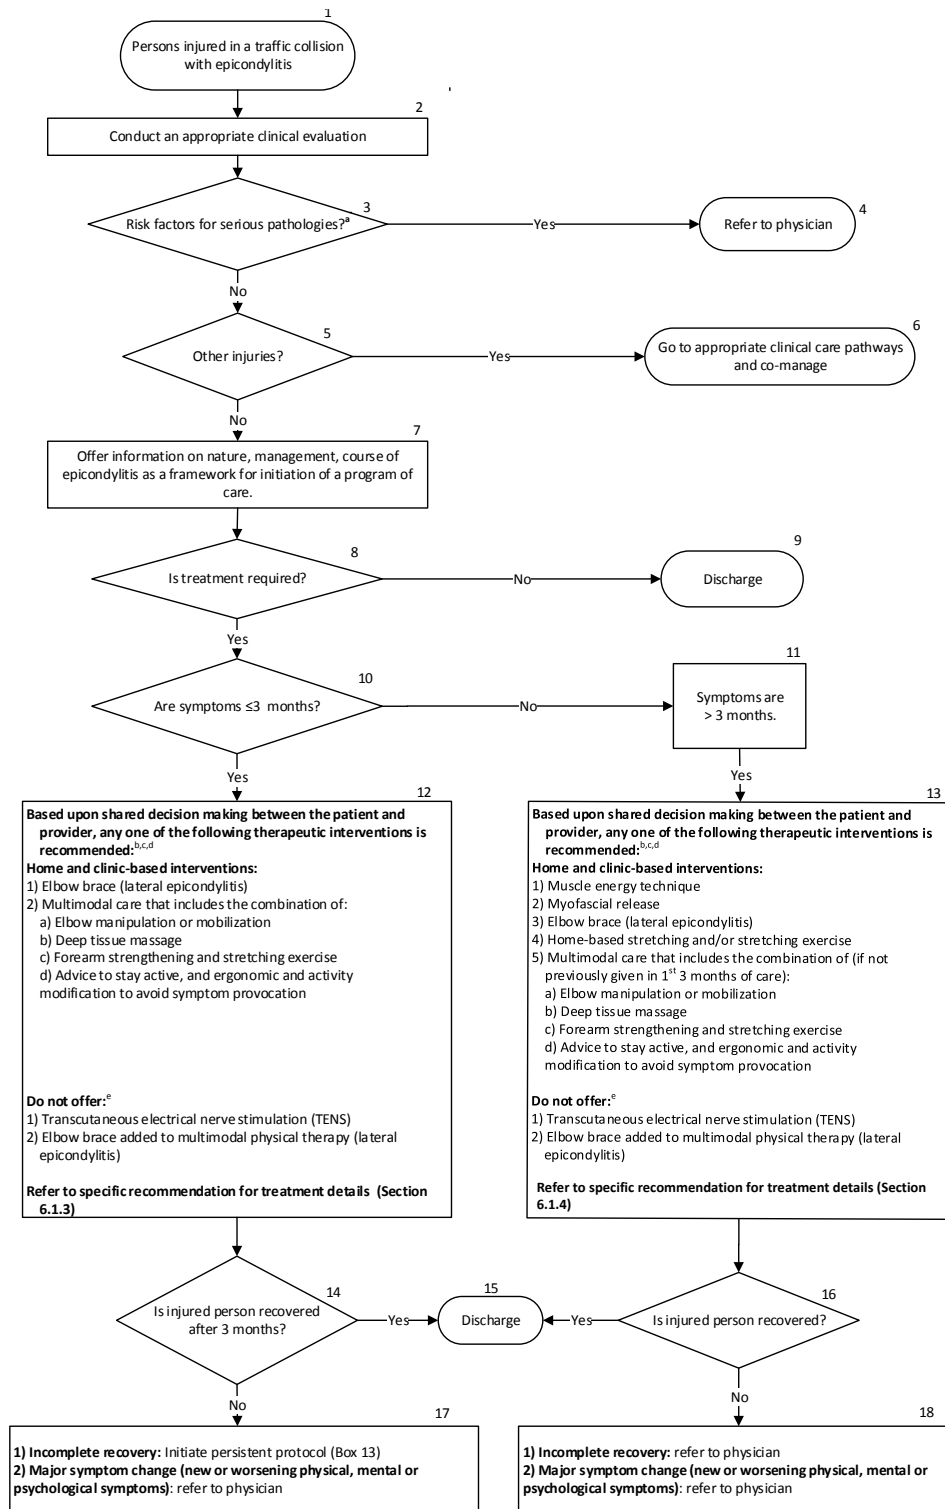 1
Persons injured in a traffic collision
with epicondylitis
2
Conduct an appropriate clinical evaluation
3
Risk factors for serious pathologies?a
Yes
4
Refer to physician
No
5
Other injuries?
Yes
6
Go to appropriate clinical care pathways
and co-manage
No
7
Offer information on nature, management, course of
epicondylitis as a framework for initiation of a program of
care.
8
Is treatment required?
No
9
Discharge
Yes
10
Are symptoms ≤3 months?
No
11
Symptoms are
> 3 months.
Yes
Yes
12
Based upon shared decision making between the patient and
provider, any one of the following therapeutic interventions is
recommended:b,c,d
Home and clinic-based interventions:
1) Elbow brace (lateral epicondylitis)
2) Multimodal care that includes the combination of:
a) Elbow manipulation or mobilization
b) Deep tissue massage
c) Forearm strengthening and stretching exercise
d) Advice to stay active, and ergonomic and activity
modification to avoid symptom provocation
Do not offer:e
1) Transcutaneous electrical nerve stimulation (TENS)
2) Elbow brace added to multimodal physical therapy (lateral
epicondylitis)
Refer to specific recommendation for treatment details (Section
6.1.3)
13
Based upon shared decision making between the patient and
provider, any one of the following therapeutic interventions is
recommended:b,c,d
Home and clinic-based interventions:
1) Muscle energy technique
2) Myofascial release
3) Elbow brace (lateral epicondylitis)
4) Home-based stretching and/or stretching exercise
5) Multimodal care that includes the combination of (if not
previously given in 1st 3 months of care):
a) Elbow manipulation or mobilization
b) Deep tissue massage
c) Forearm strengthening and stretching exercise
d) Advice to stay active, and ergonomic and activity
modification to avoid symptom provocation
Do not offer:e
1) Transcutaneous electrical nerve stimulation (TENS)
2) Elbow brace added to multimodal physical therapy (lateral
epicondylitis)
Refer to specific recommendation for treatment details (Section
6.1.4)
14
Is injured person recovered
after 3 months?
Yes
15
Discharge
Yes
16
Is injured person recovered?
No
No
17
1) Incomplete recovery: Initiate persistent protocol (Box 13)
2) Major symptom change (new or worsening physical, mental or
psychological symptoms): refer to physician
18
1) Incomplete recovery: refer to physician
2) Major symptom change (new or worsening physical, mental or
psychological symptoms): refer to physician